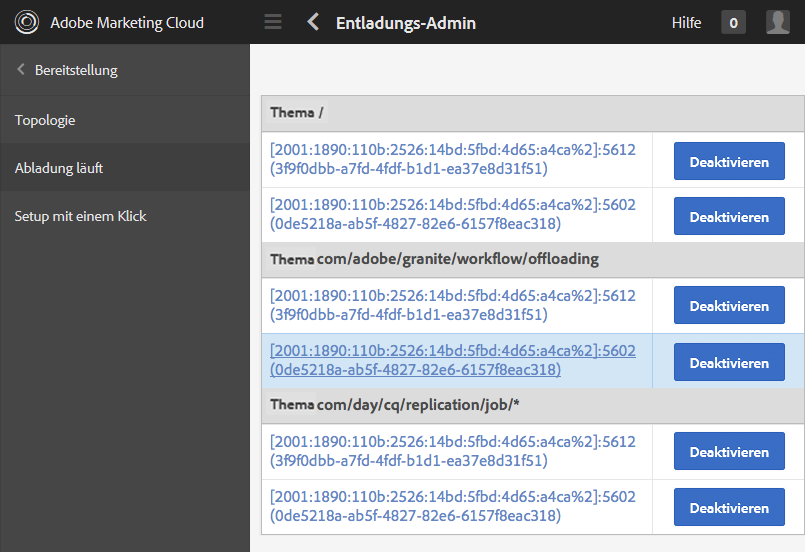 Adobe Marketing Cloud
Entladungs-Admin
Hilfe
0
Bereitstellung
Topologie
Abladung läuft
Setup mit einem Klick
Thema /
[2001:1890:110b:2526:14bd:5fbd:4d65:a4ca%2]:5612
(3f9f0dbb-a7fd-4fdf-b1d1-ea37e8d31f51)
Deaktivieren
[2001:1890:110b:2526:14bd:5fbd:4d65:a4ca%2]:5602
(0de5218a-ab5f-4827-82e6-6157f8eac318)
Deaktivieren
Thema com/adobe/granite/workflow/offloading
[2001:1890:110b:2526:14bd:5fbd:4d65:a4ca%2]:5612
(3f9f0dbb-a7fd-4fdf-b1d1-ea37e8d31f51)
Deaktivieren
[2001:1890:110b:2526:14bd:5fbd:4d65:a4ca%2]:5602
(0de5218a-ab5f-4827-82e6-6157f8eac318)
Deaktivieren
Thema com/day/cq/replication/job/*
[2001:1890:110b:2526:14bd:5fbd:4d65:a4ca%2]:5612
(3f9f0dbb-a7fd-4fdf-b1d1-ea37e8d31f51)
Deaktivieren
[2001:1890:110b:2526:14bd:5fbd:4d65:a4ca%2]:5602
(0de5218a-ab5f-4827-82e6-6157f8eac318)
Deaktivieren